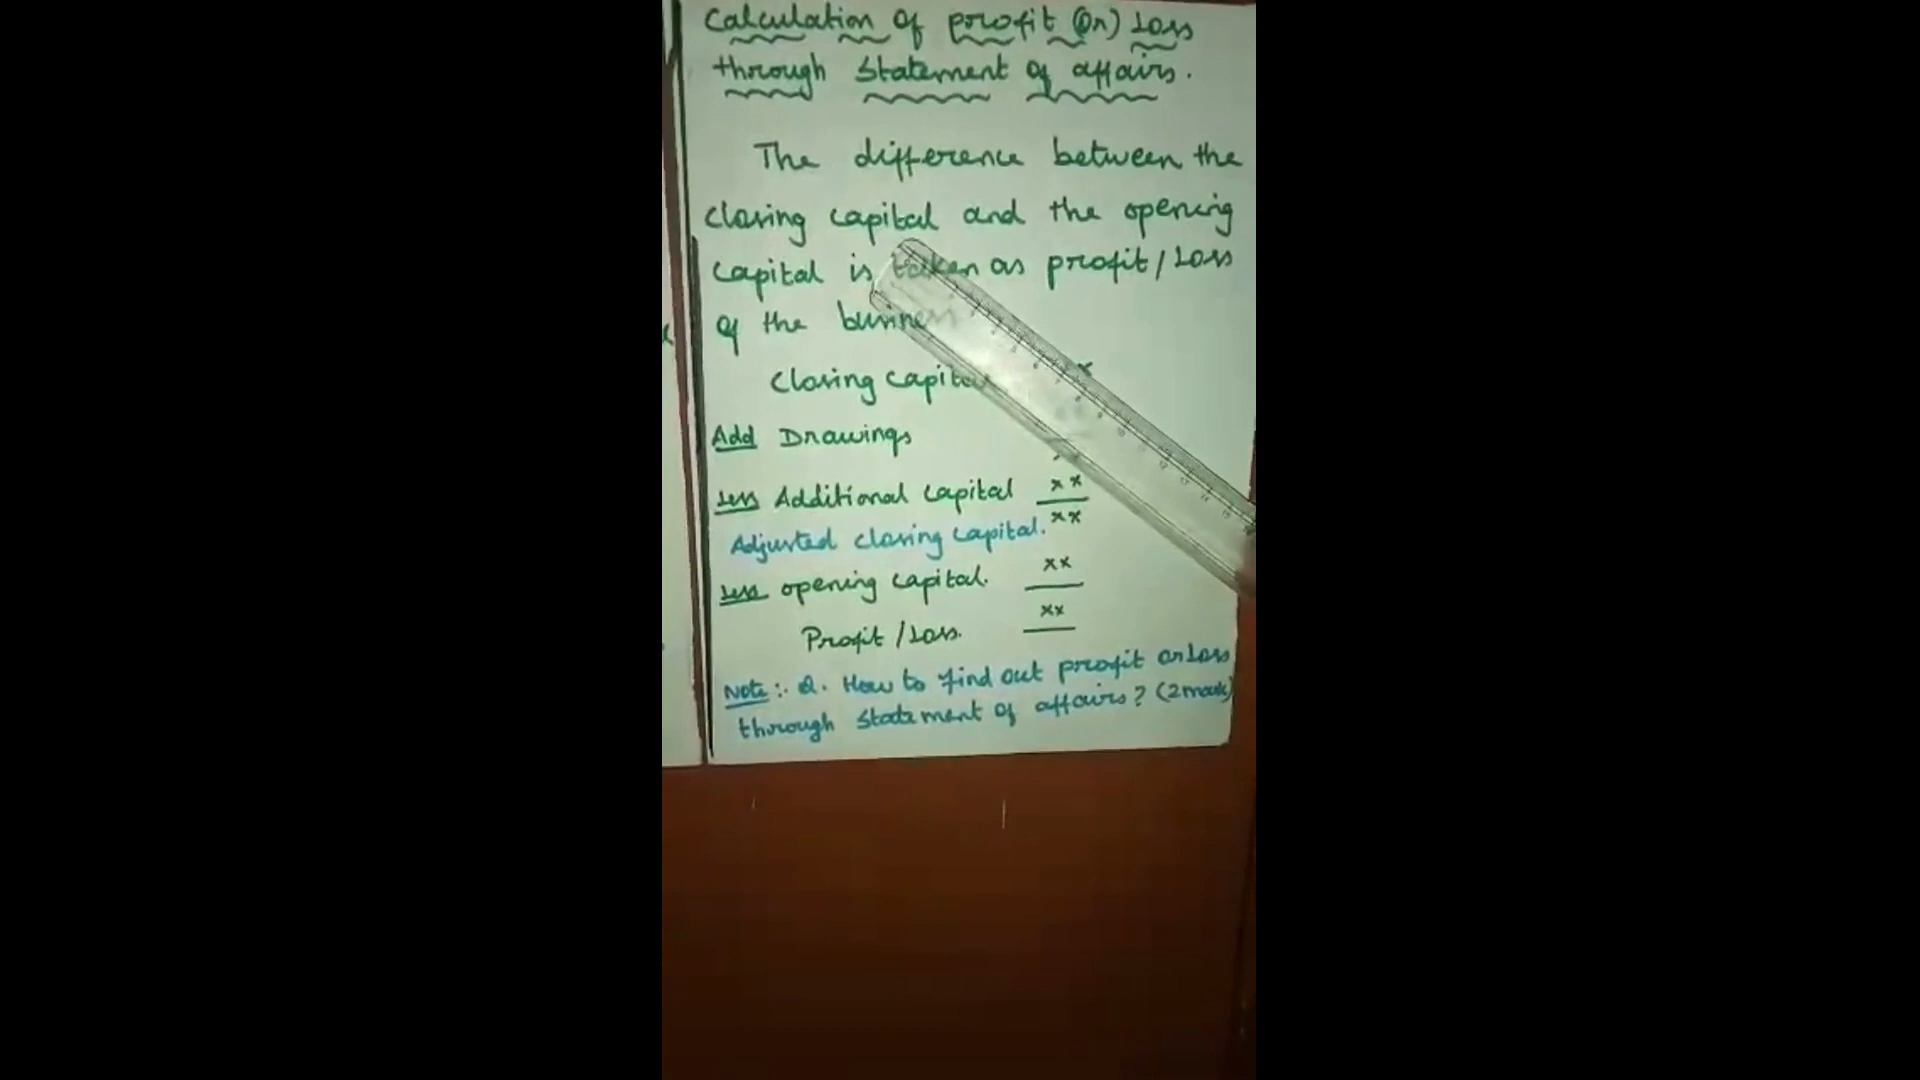 Calculation of profit (or) Loss
through Statement of affairs.
The difference between the
closing capital and the opening
capital is taken as profit / Loss
of the business
Closing capital x
Add Drawings
Less Additional capital xx
Adjusted closing capital. xx
Less opening capital. xx
Profit / Loss. xx
Note :- Q. How to find out profit or Loss
through Statement of affairs? (2 mark)